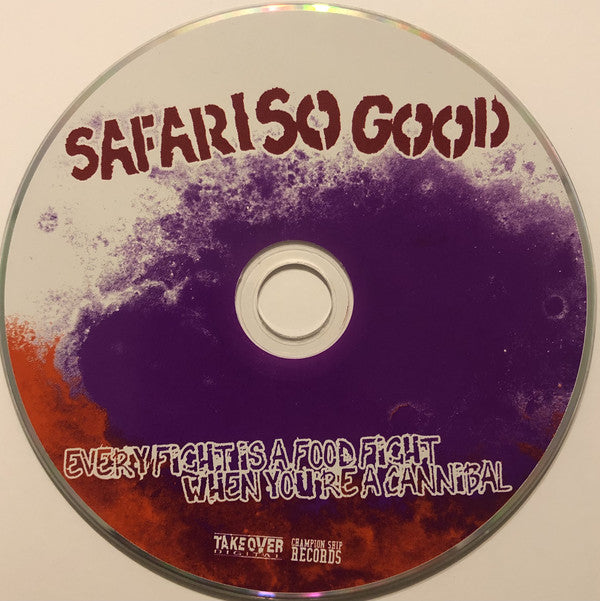 SAFARI SO GOOD
EVERY FIGHT IS A FOOD FIGHT
WHEN YOU'RE A CANNIBAL
TAKEOVER
DIGITAL
CHAMPION SHIP
RECORDS